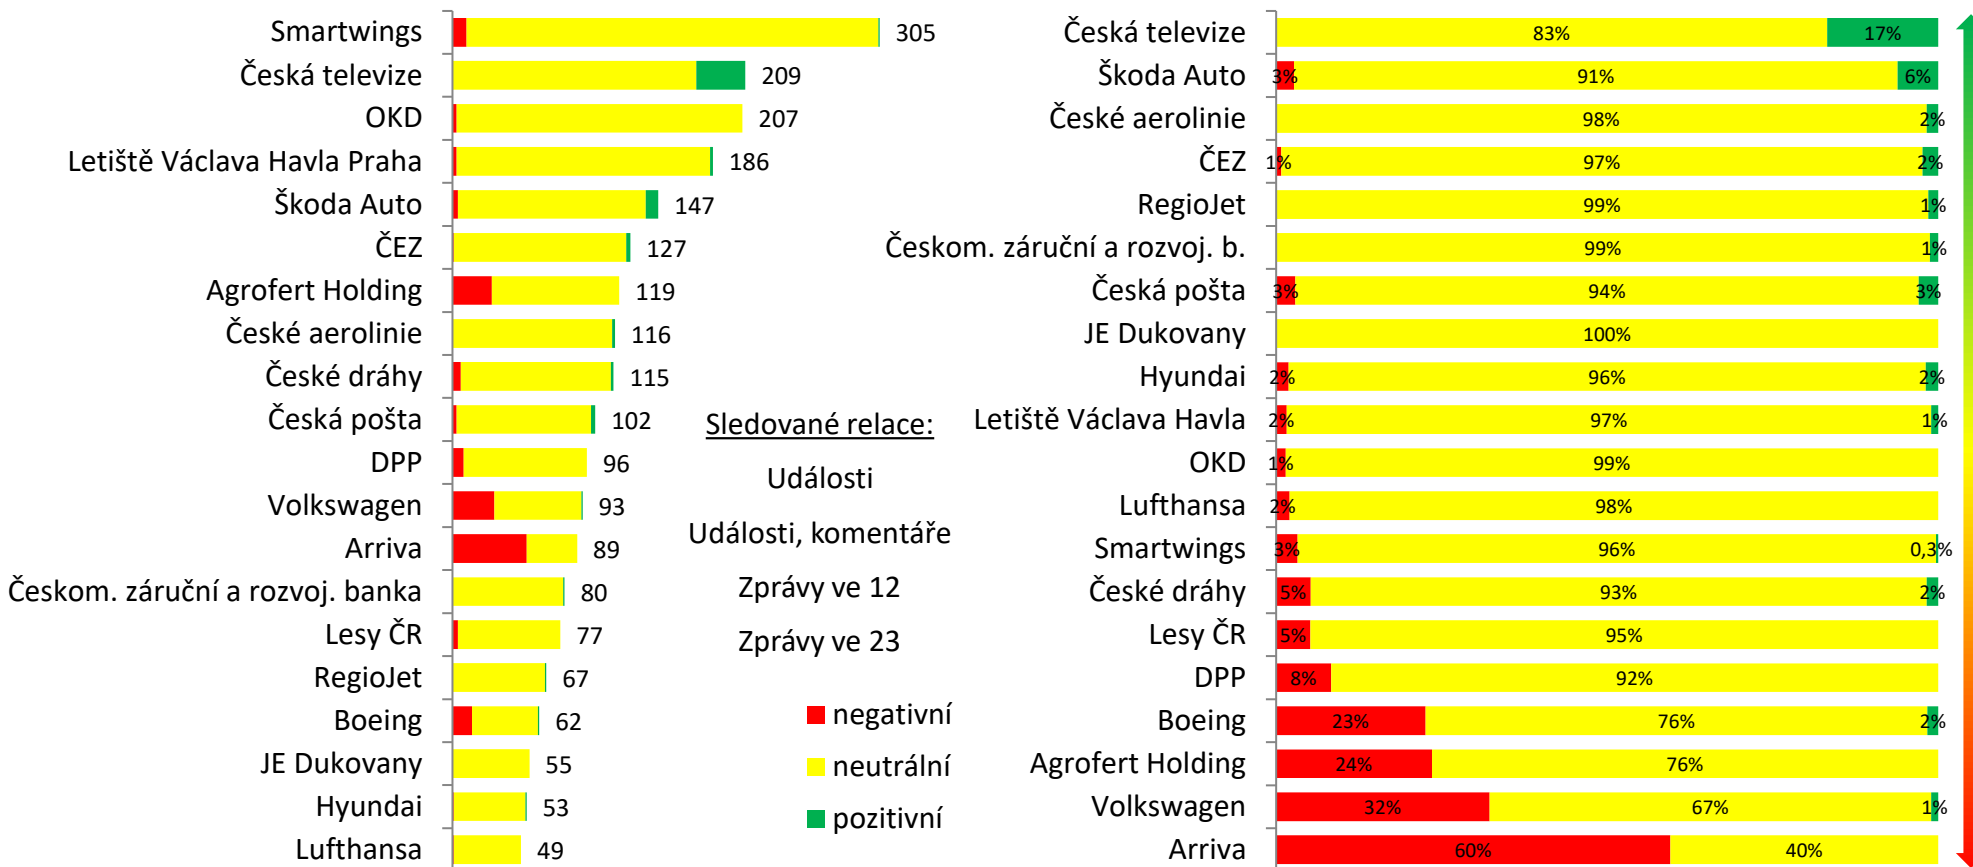 Smartwings 305
Česká televize 209
OKD 207
Letiště Václava Havla Praha 186
Škoda Auto 147
ČEZ 127
Agrofert Holding 119
České aerolinie 116
České dráhy 115
Česká pošta 102
DPP 96
Volkswagen 93
Arriva 89
Českom. záruční a rozvoj. banka 80
Lesy ČR 77
RegioJet 67
Boeing 62
JE Dukovany 55
Hyundai 53
Lufthansa 49
Sledované relace:
Události
Události, komentáře
Zprávy ve 12
Zprávy ve 23
negativní
neutrální
pozitivní
Česká televize 83% 17%
Škoda Auto 3% 91% 6%
České aerolinie 98% 2%
ČEZ 1% 97% 2%
RegioJet 99% 1%
Českom. záruční a rozvoj. b. 99% 1%
Česká pošta 3% 94% 3%
JE Dukovany 100%
Hyundai 2% 96% 2%
Letiště Václava Havla 2% 97% 1%
OKD 1% 99%
Lufthansa 2% 98%
Smartwings 3% 96% 0,3%
České dráhy 5% 93% 2%
Lesy ČR 5% 95%
DPP 8% 92%
Boeing 23% 76% 2%
Agrofert Holding 24% 76%
Volkswagen 32% 67% 1%
Arriva 60% 40%